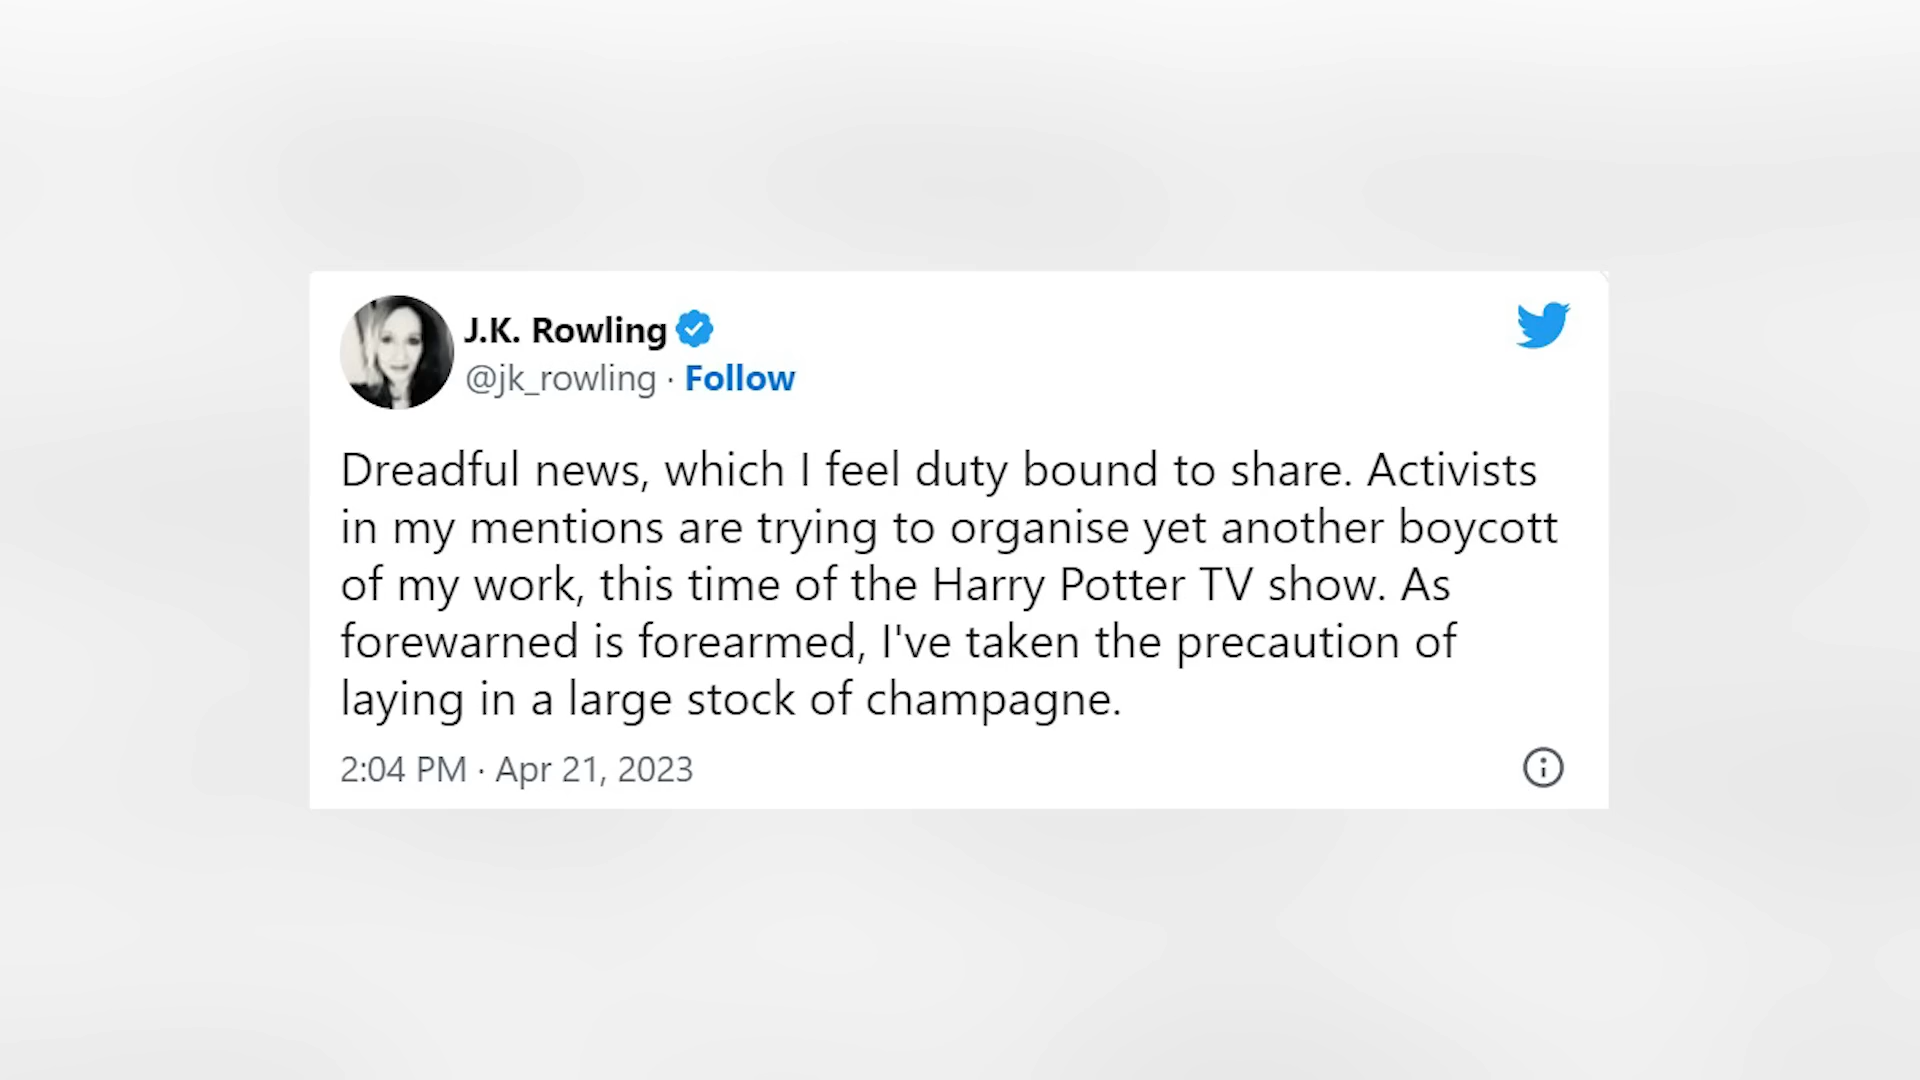 J.K. Rowling
@jk_rowling · Follow
Dreadful news, which I feel duty bound to share. Activists
in my mentions are trying to organise yet another boycott
of my work, this time of the Harry Potter TV show. As
forewarned is forearmed, I've taken the precaution of
laying in a large stock of champagne.
2:04 PM · Apr 21, 2023